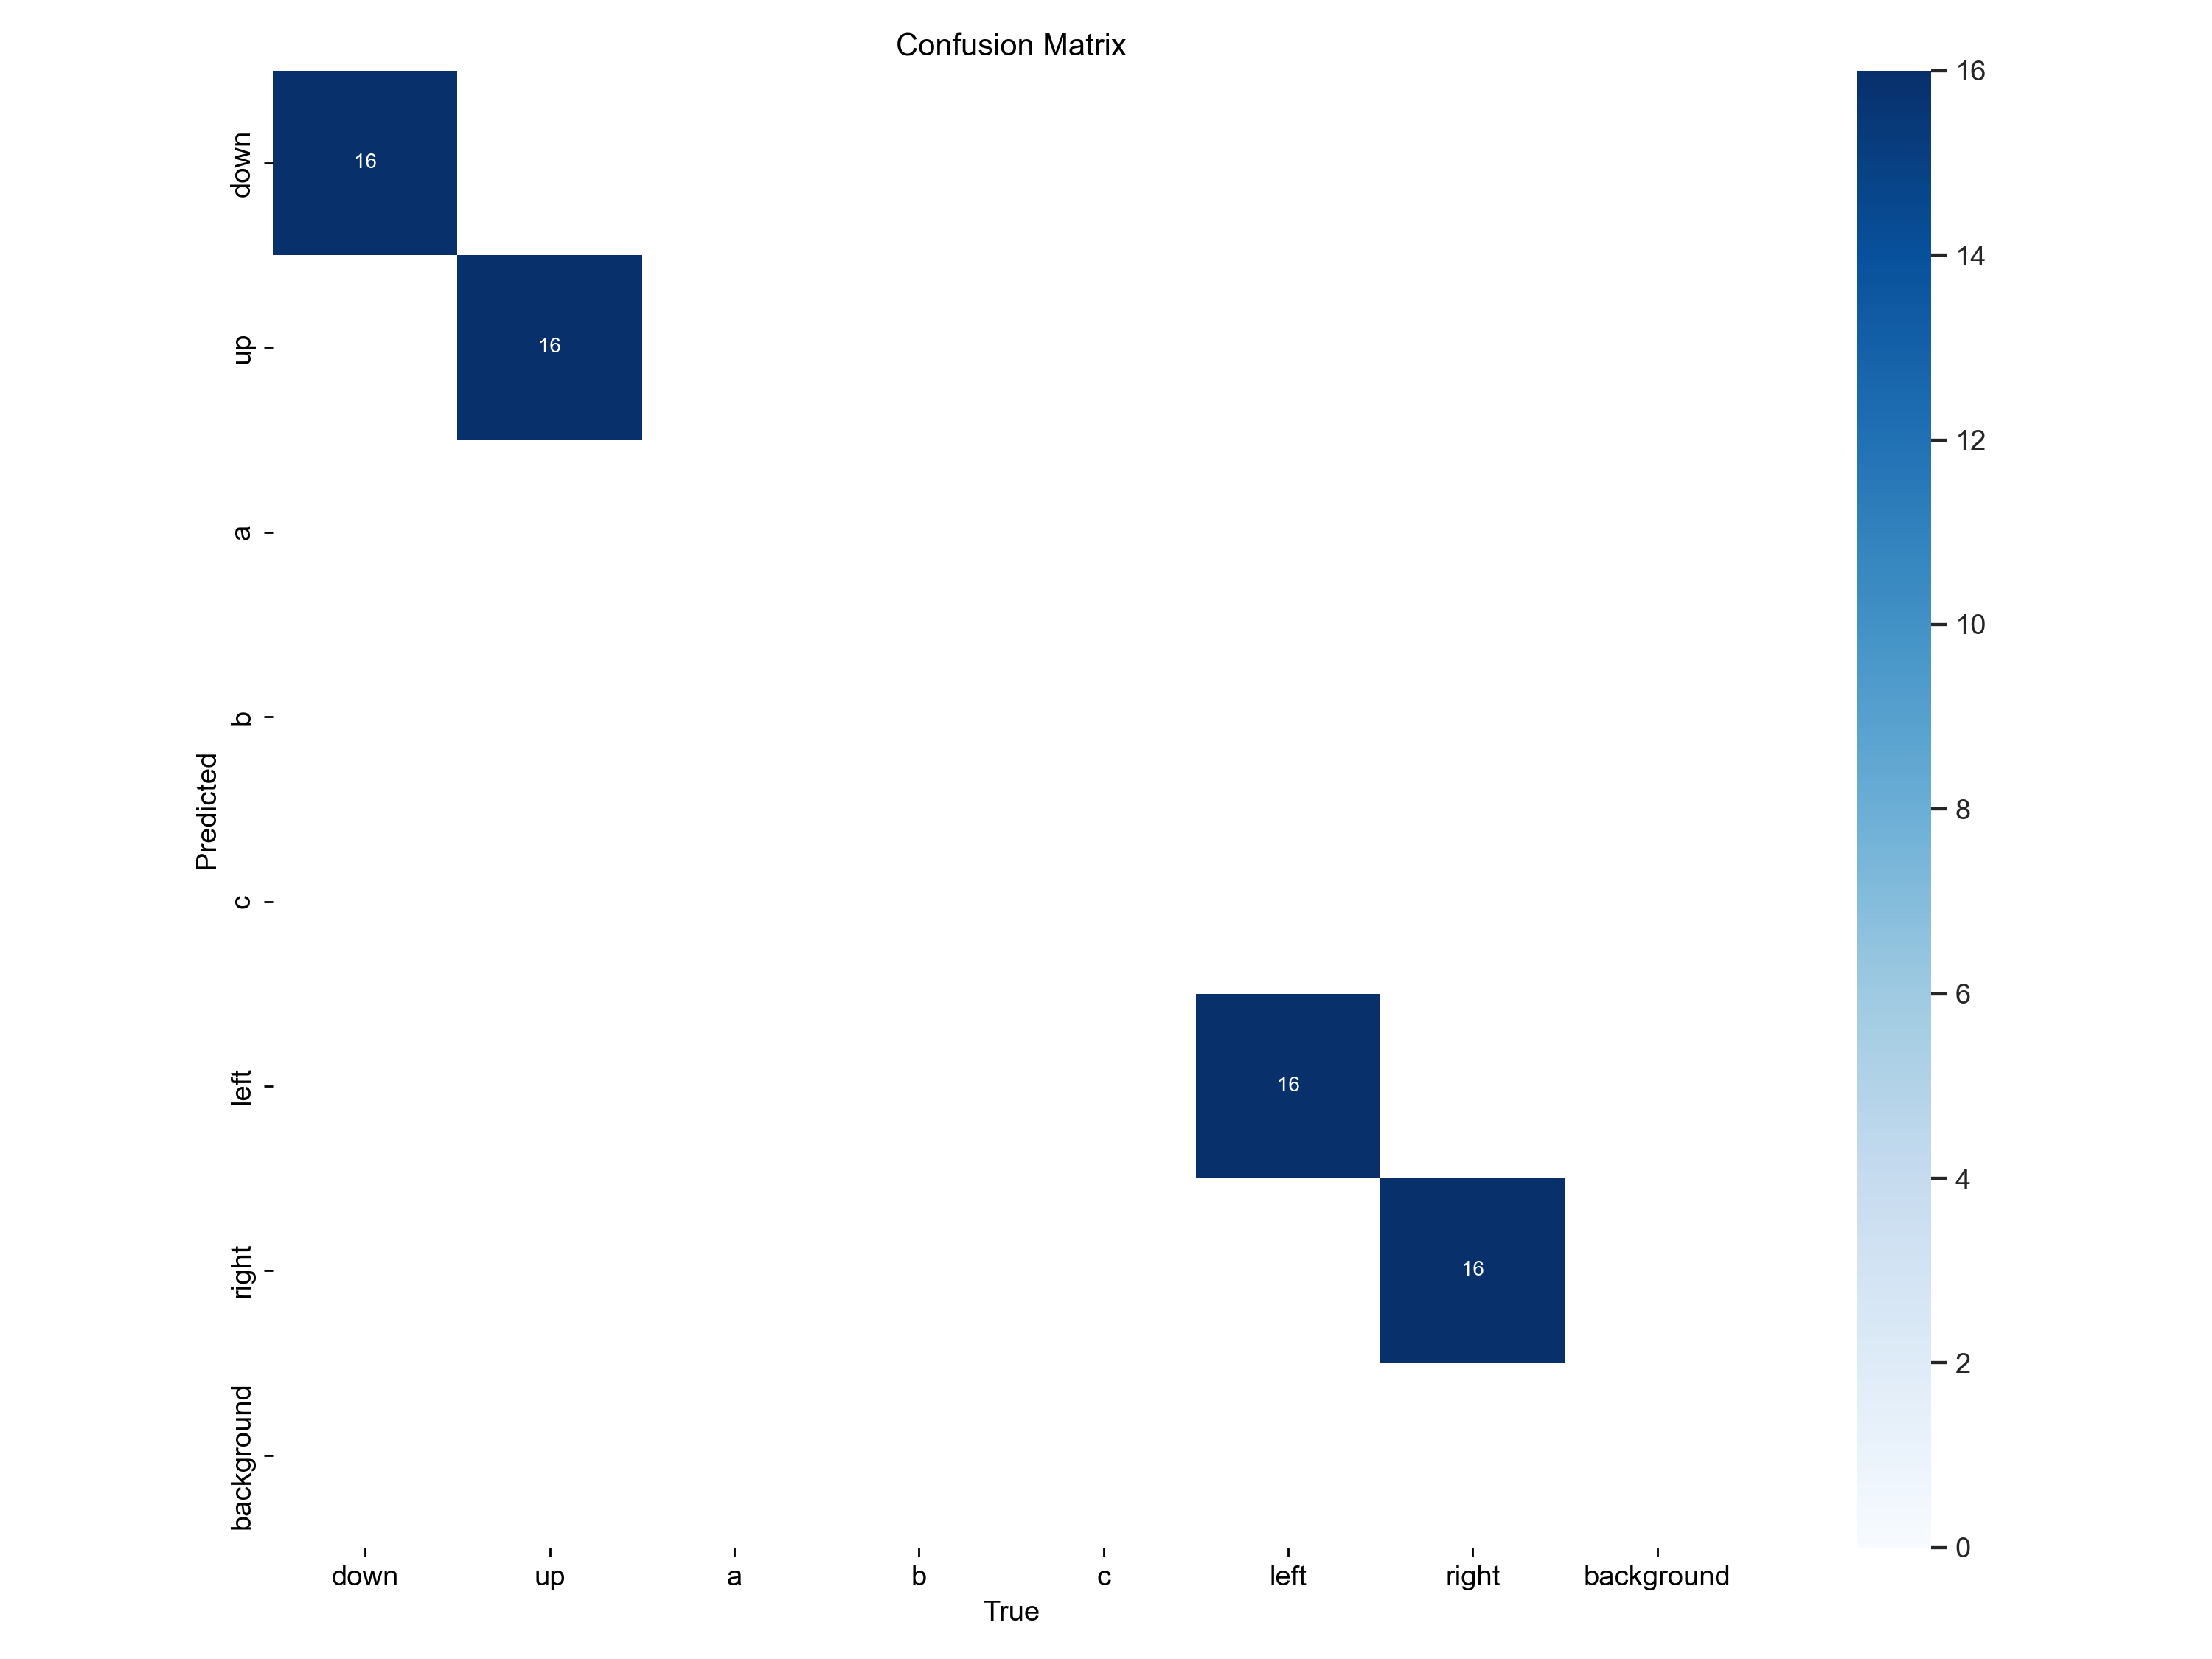 Confusion Matrix
down
16
up
16
a
b
c
left
16
right
16
background
Predicted
down up a b c left right background
True
16
14
12
10
8
6
4
2
0